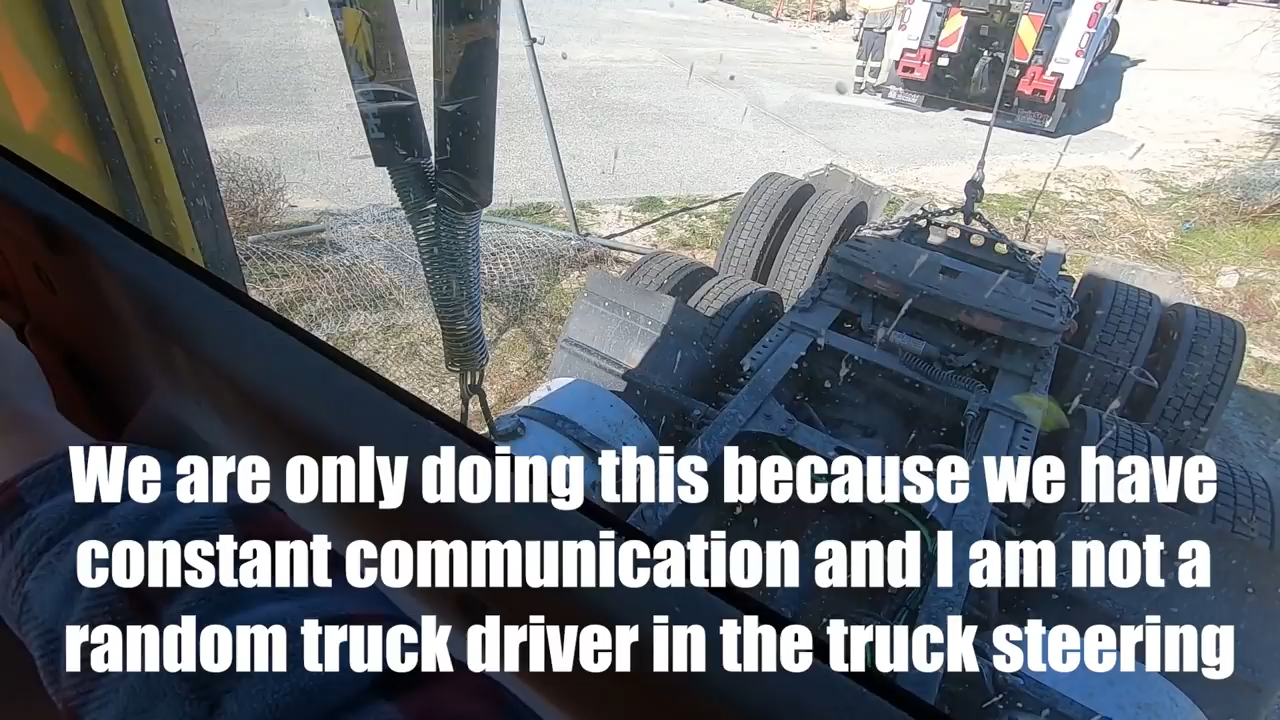 We are only doing this because we have
constant communication and I am not a
random truck driver in the truck steering